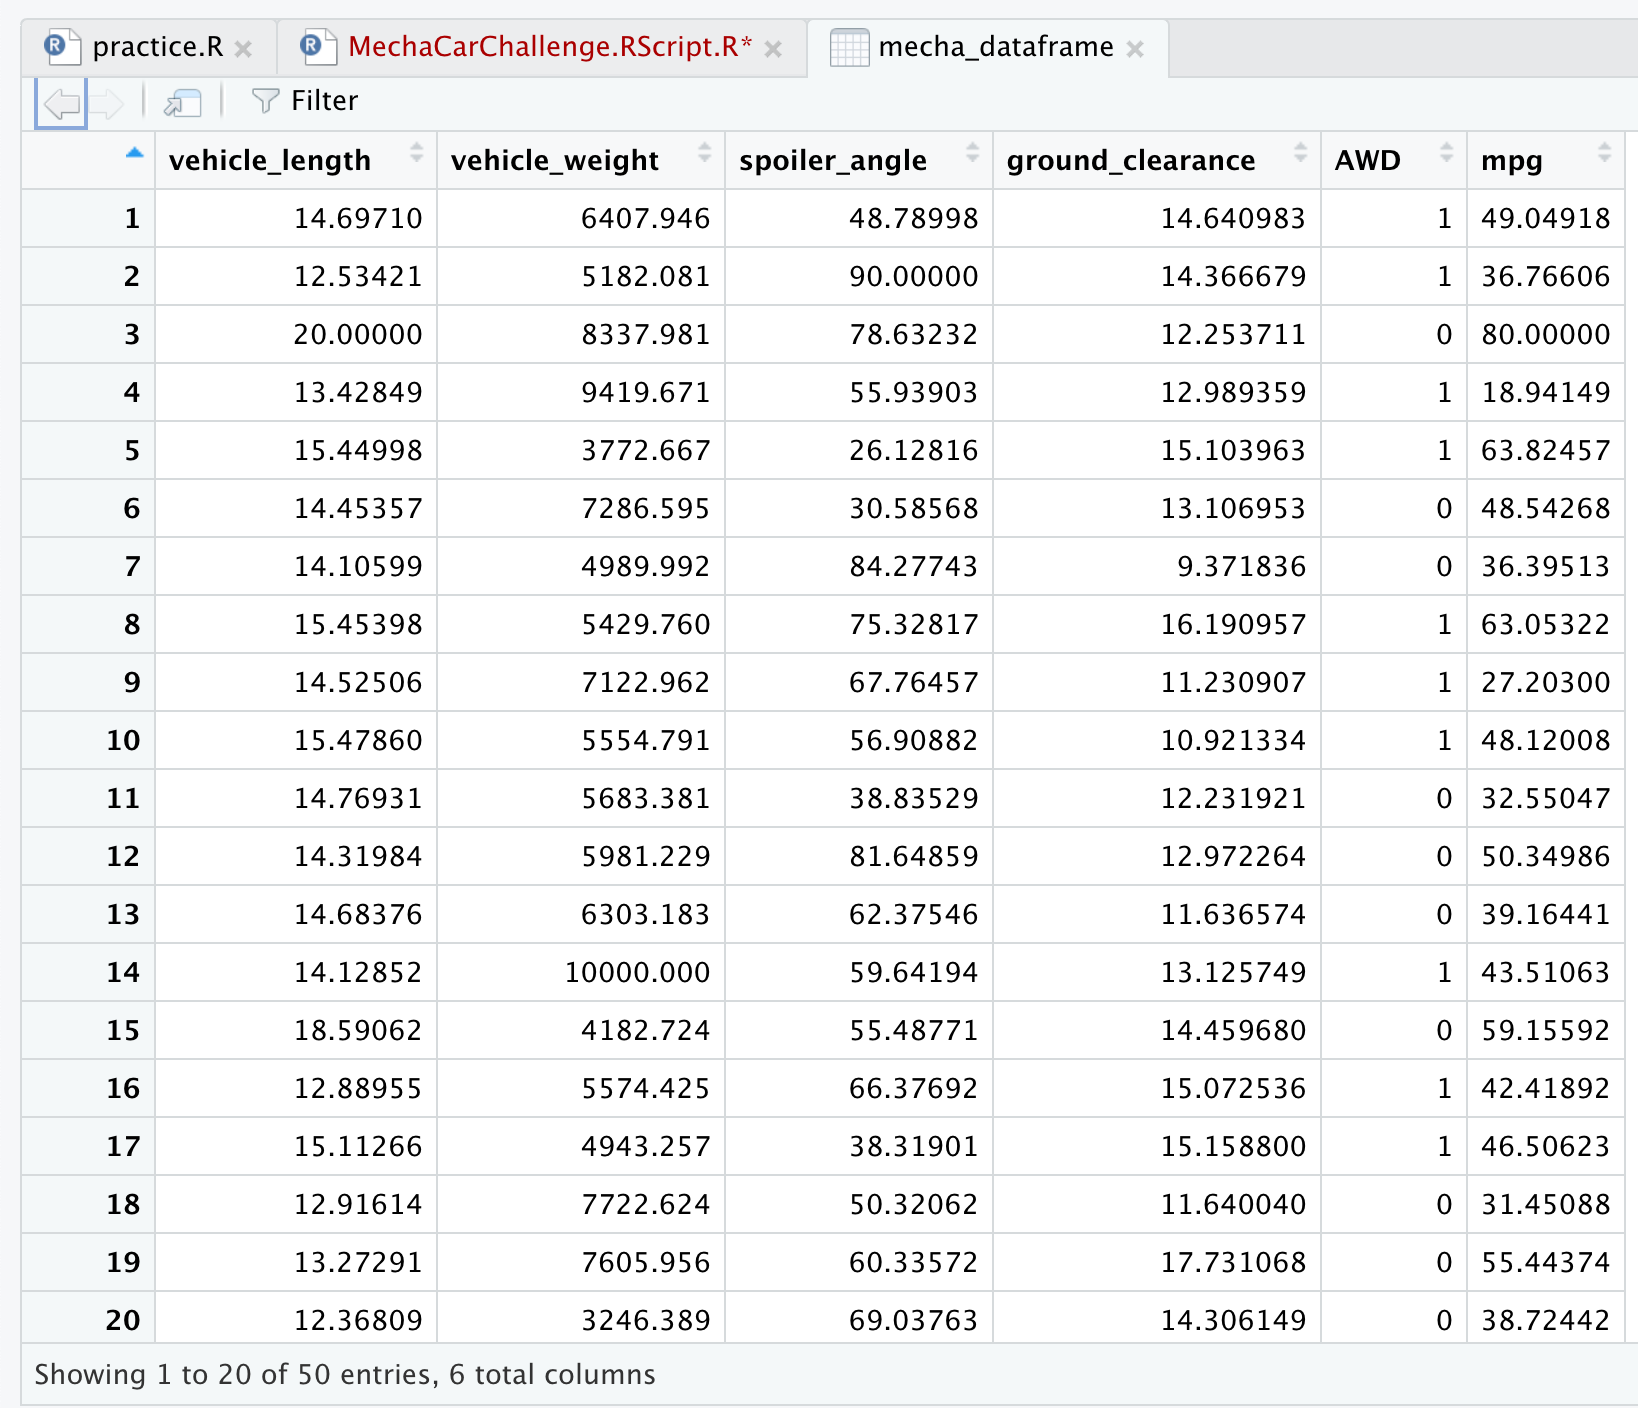 practice.R MechaCarChallenge.RScript.R* mecha_dataframe
Filter
vehicle_length vehicle_weight spoiler_angle ground_clearance AWD mpg
1 14.69710 6407.946 48.78998 14.640983 1 49.04918
2 12.53421 5182.081 90.00000 14.366679 1 36.76606
3 20.00000 8337.981 78.63232 12.253711 0 80.00000
4 13.42849 9419.671 55.93903 12.989359 1 18.94149
5 15.44998 3772.667 26.12816 15.103963 1 63.82457
6 14.45357 7286.595 30.58568 13.106953 0 48.54268
7 14.10599 4989.992 84.27743 9.371836 0 36.39513
8 15.45398 5429.760 75.32817 16.190957 1 63.05322
9 14.52506 7122.962 67.76457 11.230907 1 27.20300
10 15.47860 5554.791 56.90882 10.921334 1 48.12008
11 14.76931 5683.381 38.83529 12.231921 0 32.55047
12 14.31984 5981.229 81.64859 12.972264 0 50.34986
13 14.68376 6303.183 62.37546 11.636574 0 39.16441
14 14.12852 10000.000 59.64194 13.125749 1 43.51063
15 18.59062 4182.724 55.48771 14.459680 0 59.15592
16 12.88955 5574.425 66.37692 15.072536 1 42.41892
17 15.11266 4943.257 38.31901 15.158800 1 46.50623
18 12.91614 7722.624 50.32062 11.640040 0 31.45088
19 13.27291 7605.956 60.33572 17.731068 0 55.44374
20 12.36809 3246.389 69.03763 14.306149 0 38.72442
Showing 1 to 20 of 50 entries, 6 total columns